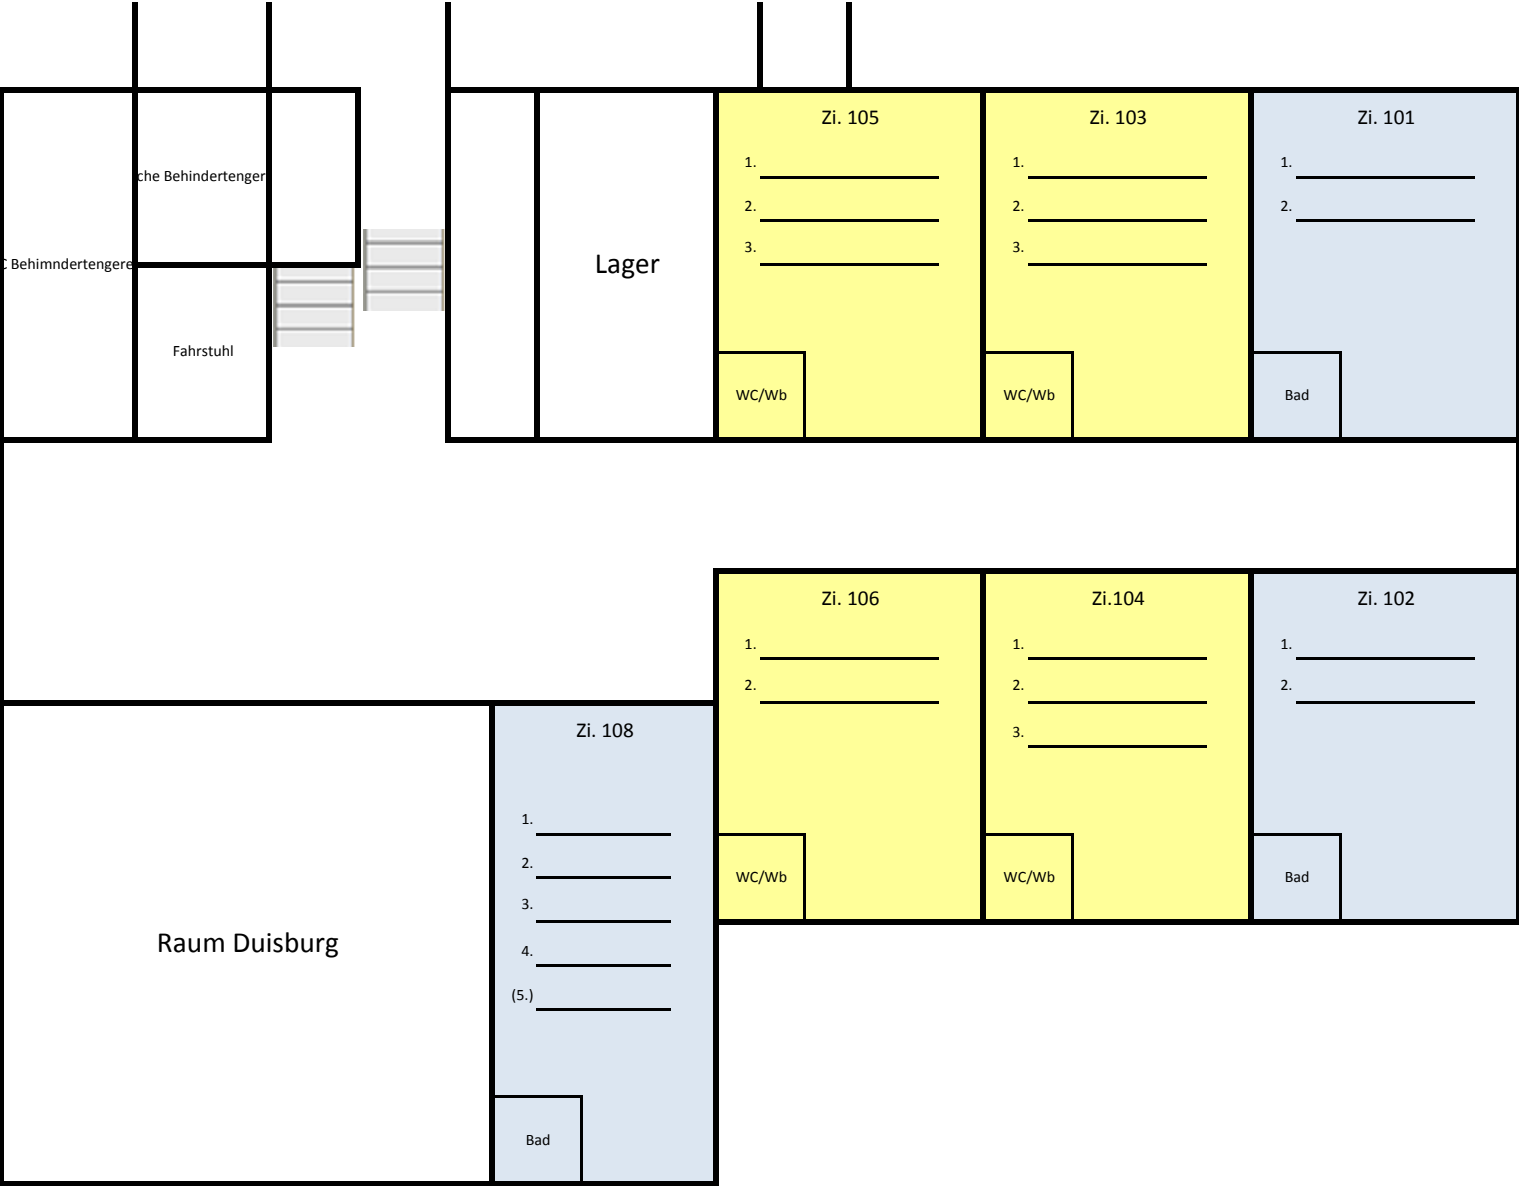 Zi. 105
1.
2.
3.
WC/Wb
Zi. 103
1.
2.
3.
WC/Wb
Zi. 101
1.
2.
Bad
che Behindertenger
C Behimndertengere
Fahrstuhl
Lager
Zi. 106
1.
2.
WC/Wb
Zi.104
1.
2.
3.
WC/Wb
Zi. 102
1.
2.
Bad
Zi. 108
1.
2.
3.
4.
(5.)
Bad
Raum Duisburg